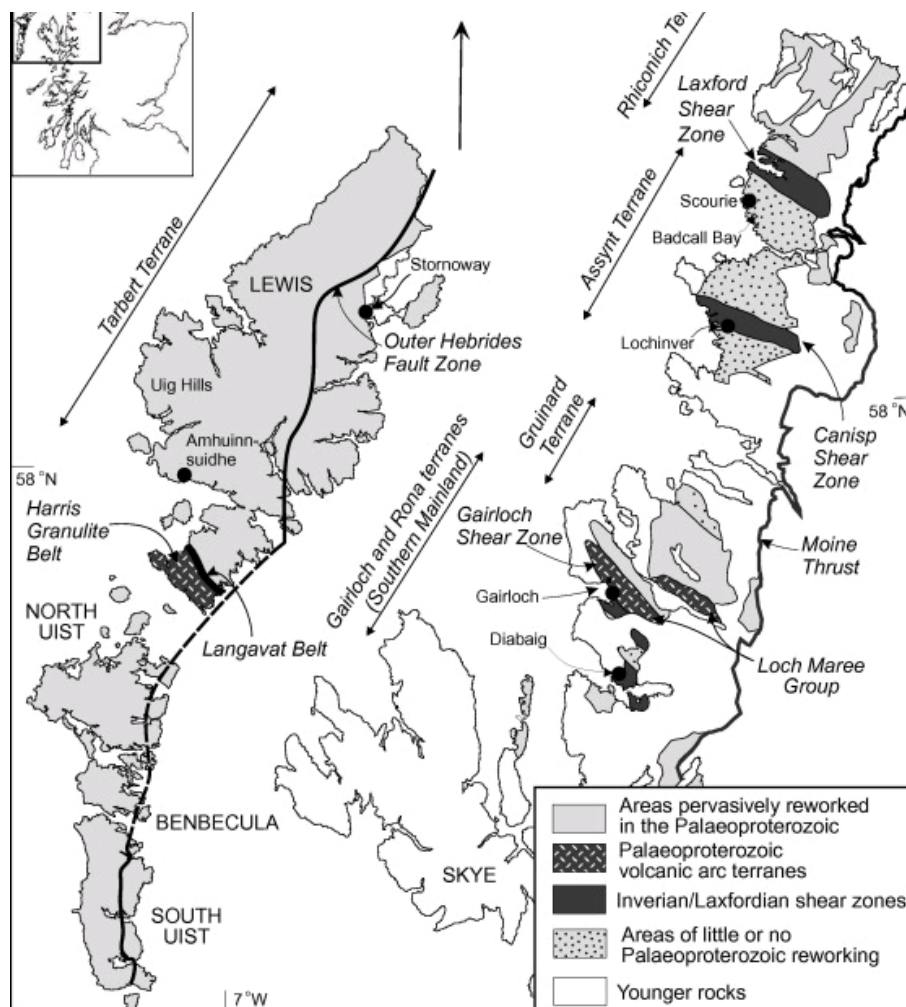 Rhiconich Ter
Laxford
Shear
Zone
Scourie
Badcall Bay
Assynt Terrane
Tarbert Terrane
LEWIS
Stornoway
Outer Hebrides
Fault Zone
Lochinver
Uig Hills
58 °N
Canisp
Shear
Zone
Gruinard
Terrane
Amhuinn-
suidhe
58 °N
Harris
Granulite
Belt
Gairloch and Rona terranes
(Southern Mainland)
Gairloch
Shear Zone
Moine
Thrust
Gairloch
NORTH
UIST
Langavat Belt
Diabaig
Loch Maree
Group
BENBECULA
SKYE
SOUTH
UIST
7 °W
Areas pervasively reworked
in the Palaeoproterozoic
Palaeoproterozoic
volcanic arc terranes
Inverian/Laxfordian shear zones
Areas of little or no
Palaeoproterozoic reworking
Younger rocks